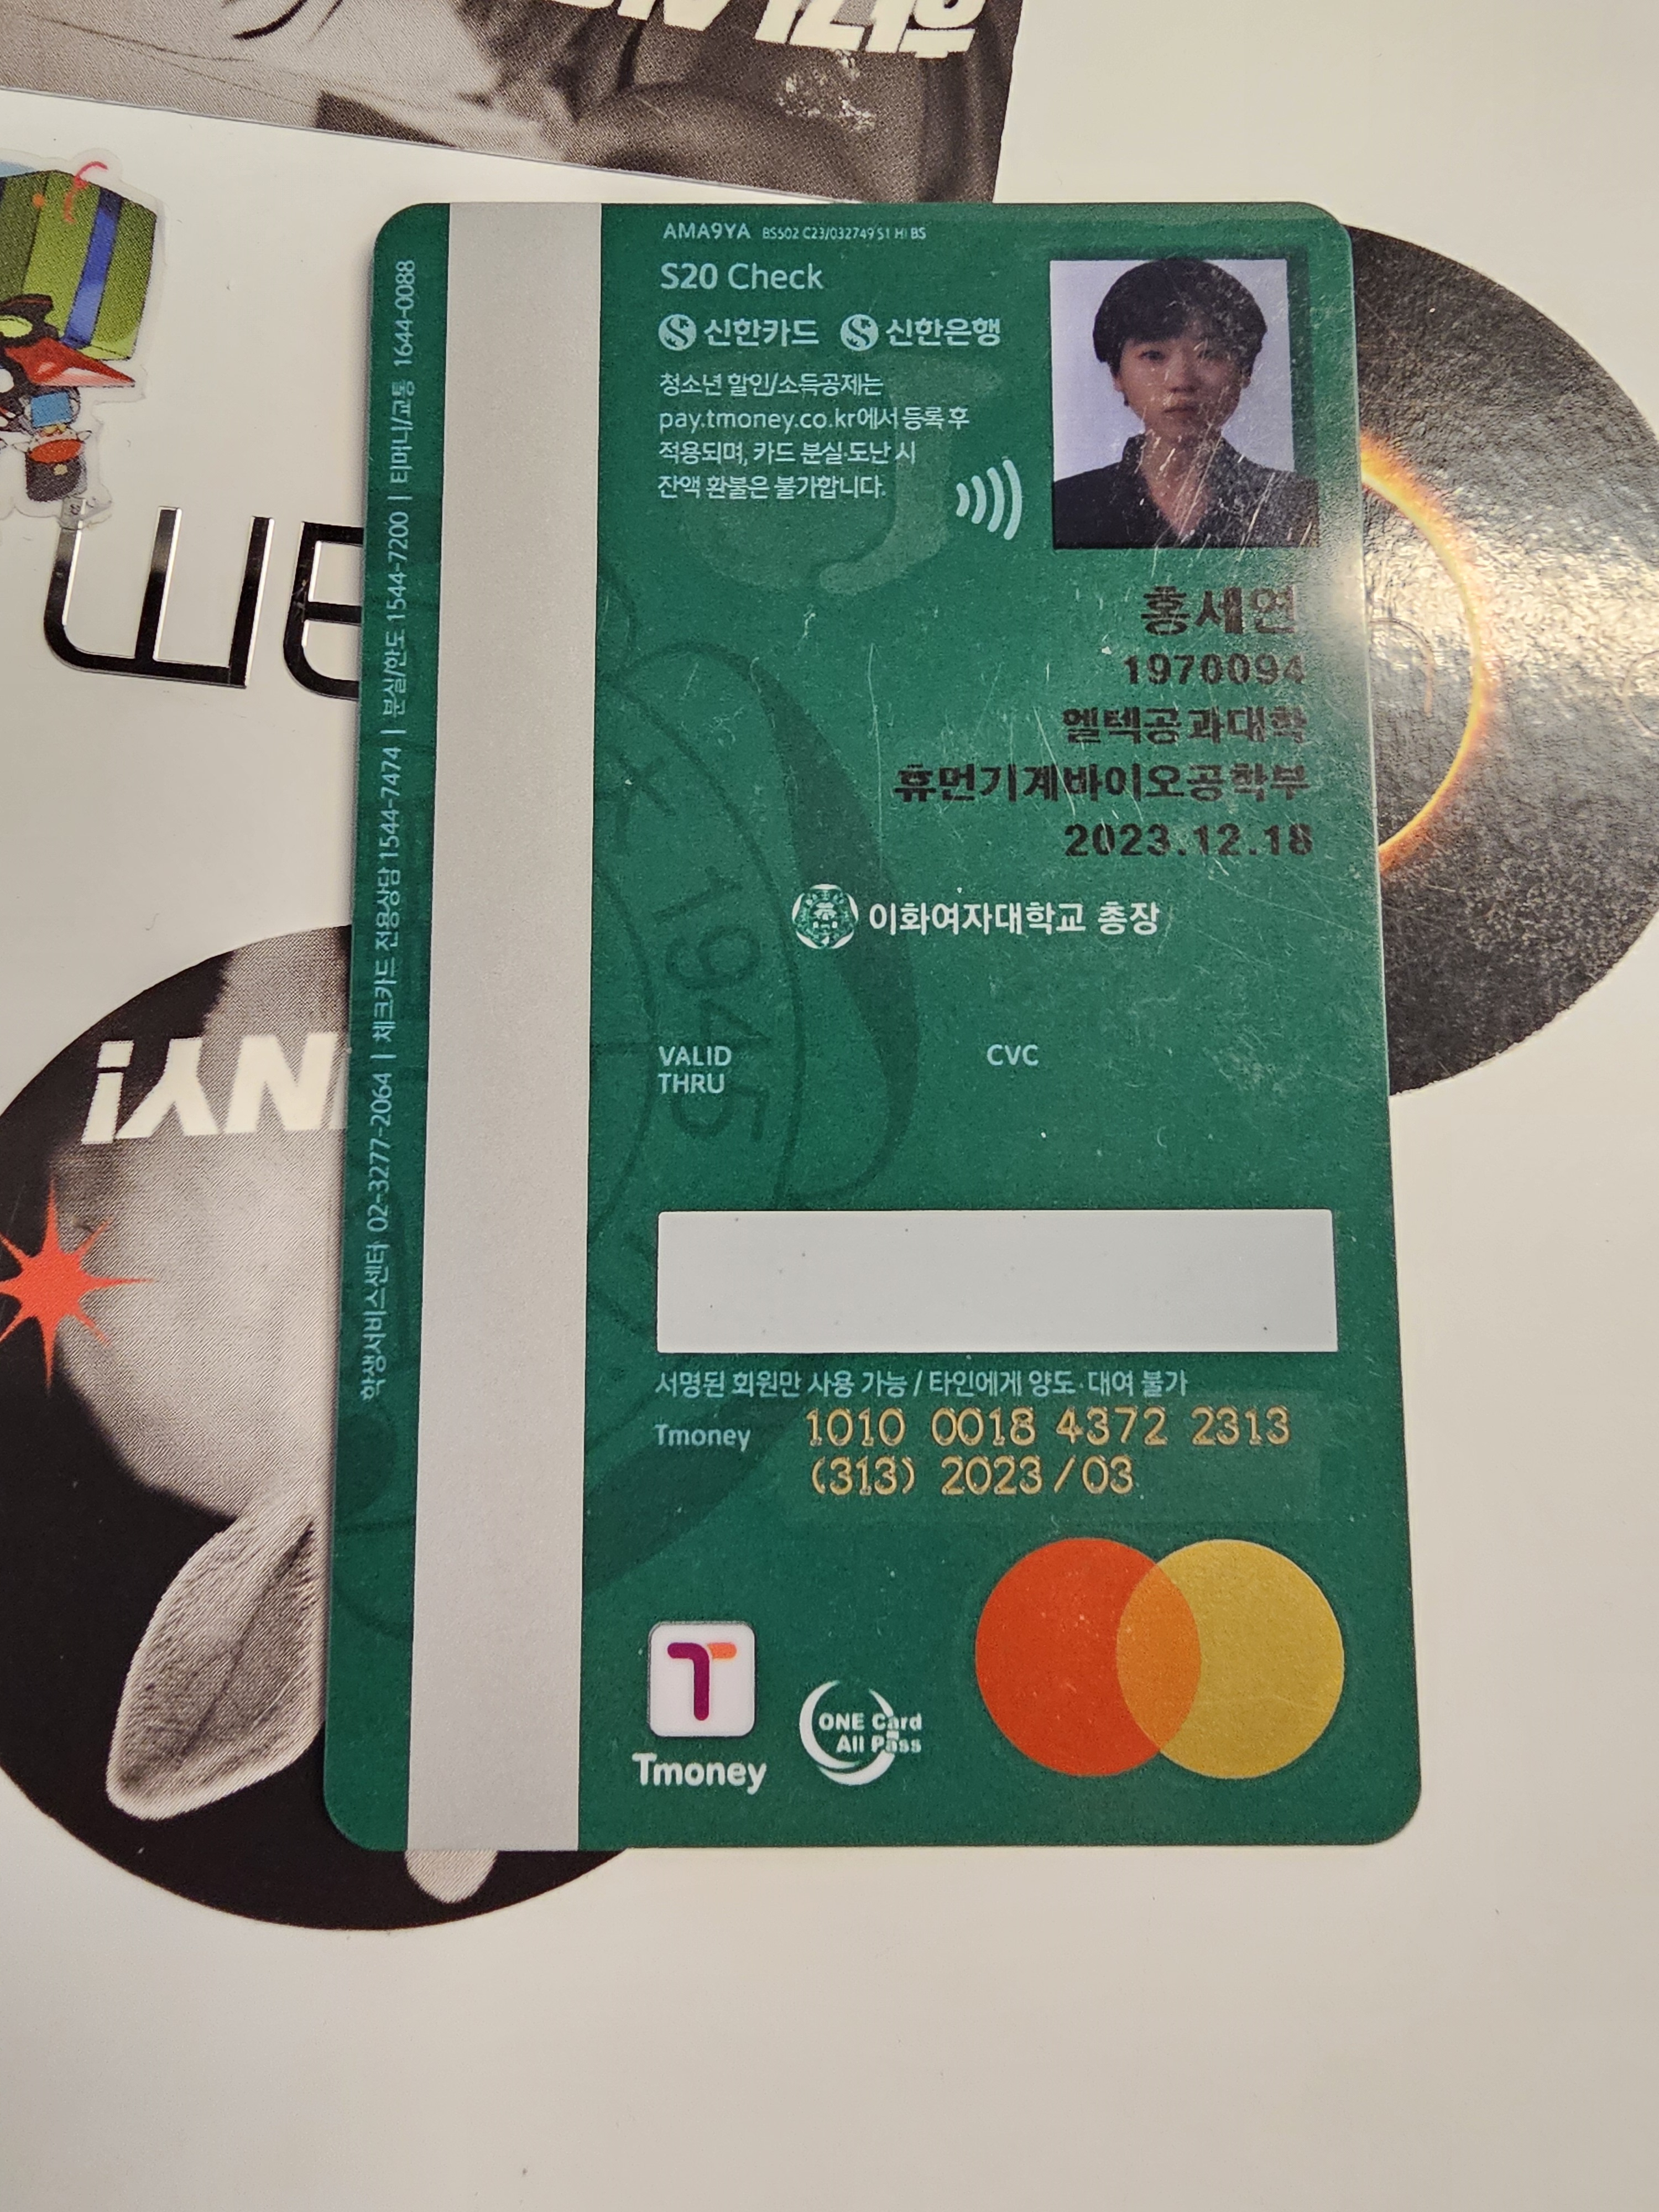 AMA9YA BS502 C23/032749 S1 HI BS
S20 Check
신한카드 신한은행
청소년 할인/소득공제는
pay.tmoney.co.kr에서 등록 후
적용되며, 카드 분실·도난 시
잔액 환불은 불가합니다.
홍세연
1970094
엘텍공과대학
휴먼기계바이오공학부
2023.12.18
이화여자대학교 총장
VALID
THRU
CVC
서명된 회원만 사용 가능 / 타인에게 양도·대여 불가
Tmoney 1010 0018 4372 2313
(313) 2023/03
Tmoney
ONE Card
All Pass
학생서비스센터 02-3277-2064 | 체크카드 전용상담 1544-7474 | 분실/한도 1544-7200 | 티머니/교통 1644-0088
1945